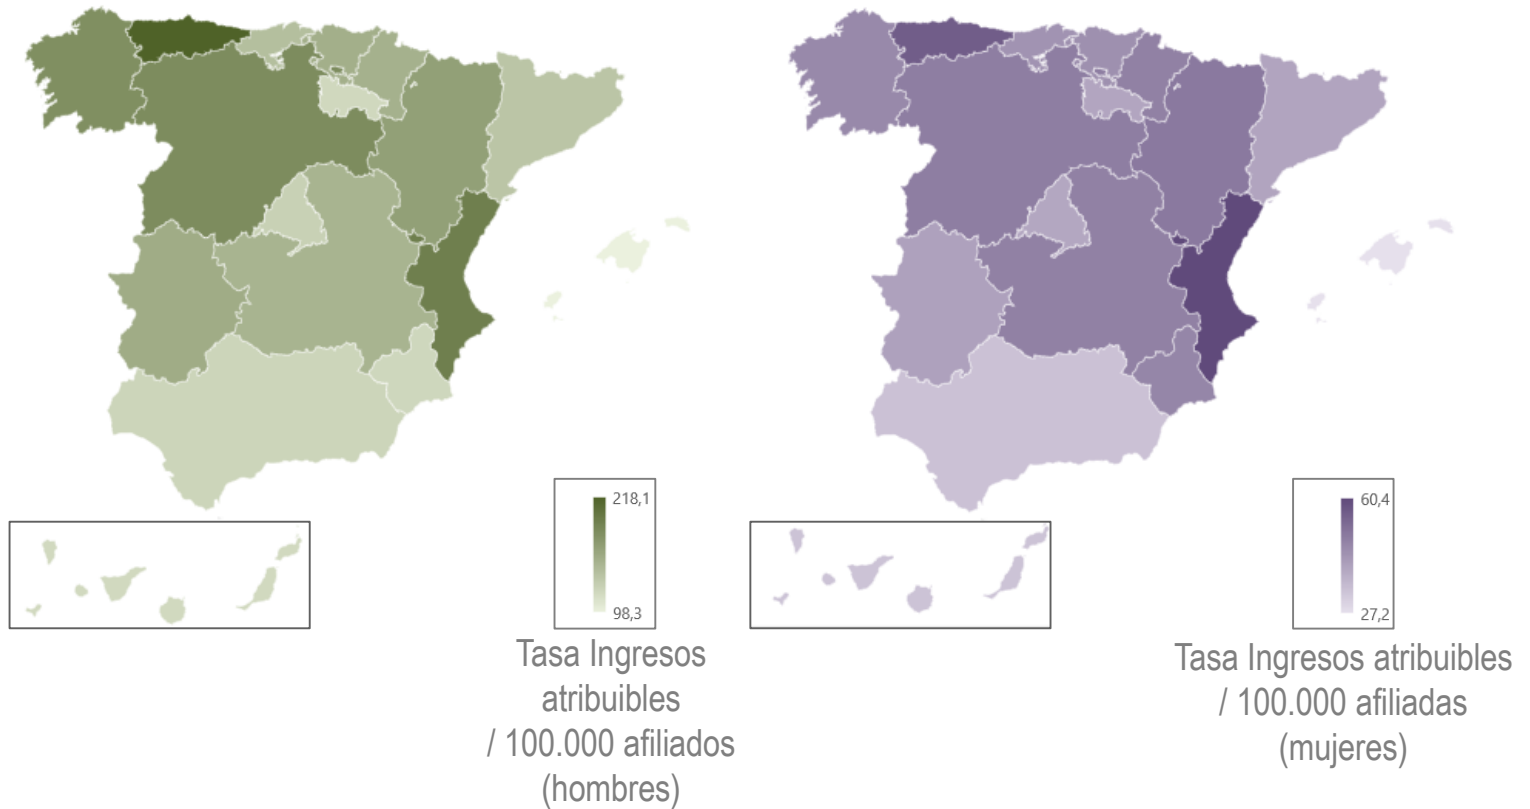 218,1
98,3
Tasa Ingresos
atribuibles
/ 100.000 afiliados
(hombres)
60,4
27,2
Tasa Ingresos atribuibles
/ 100.000 afiliadas
(mujeres)